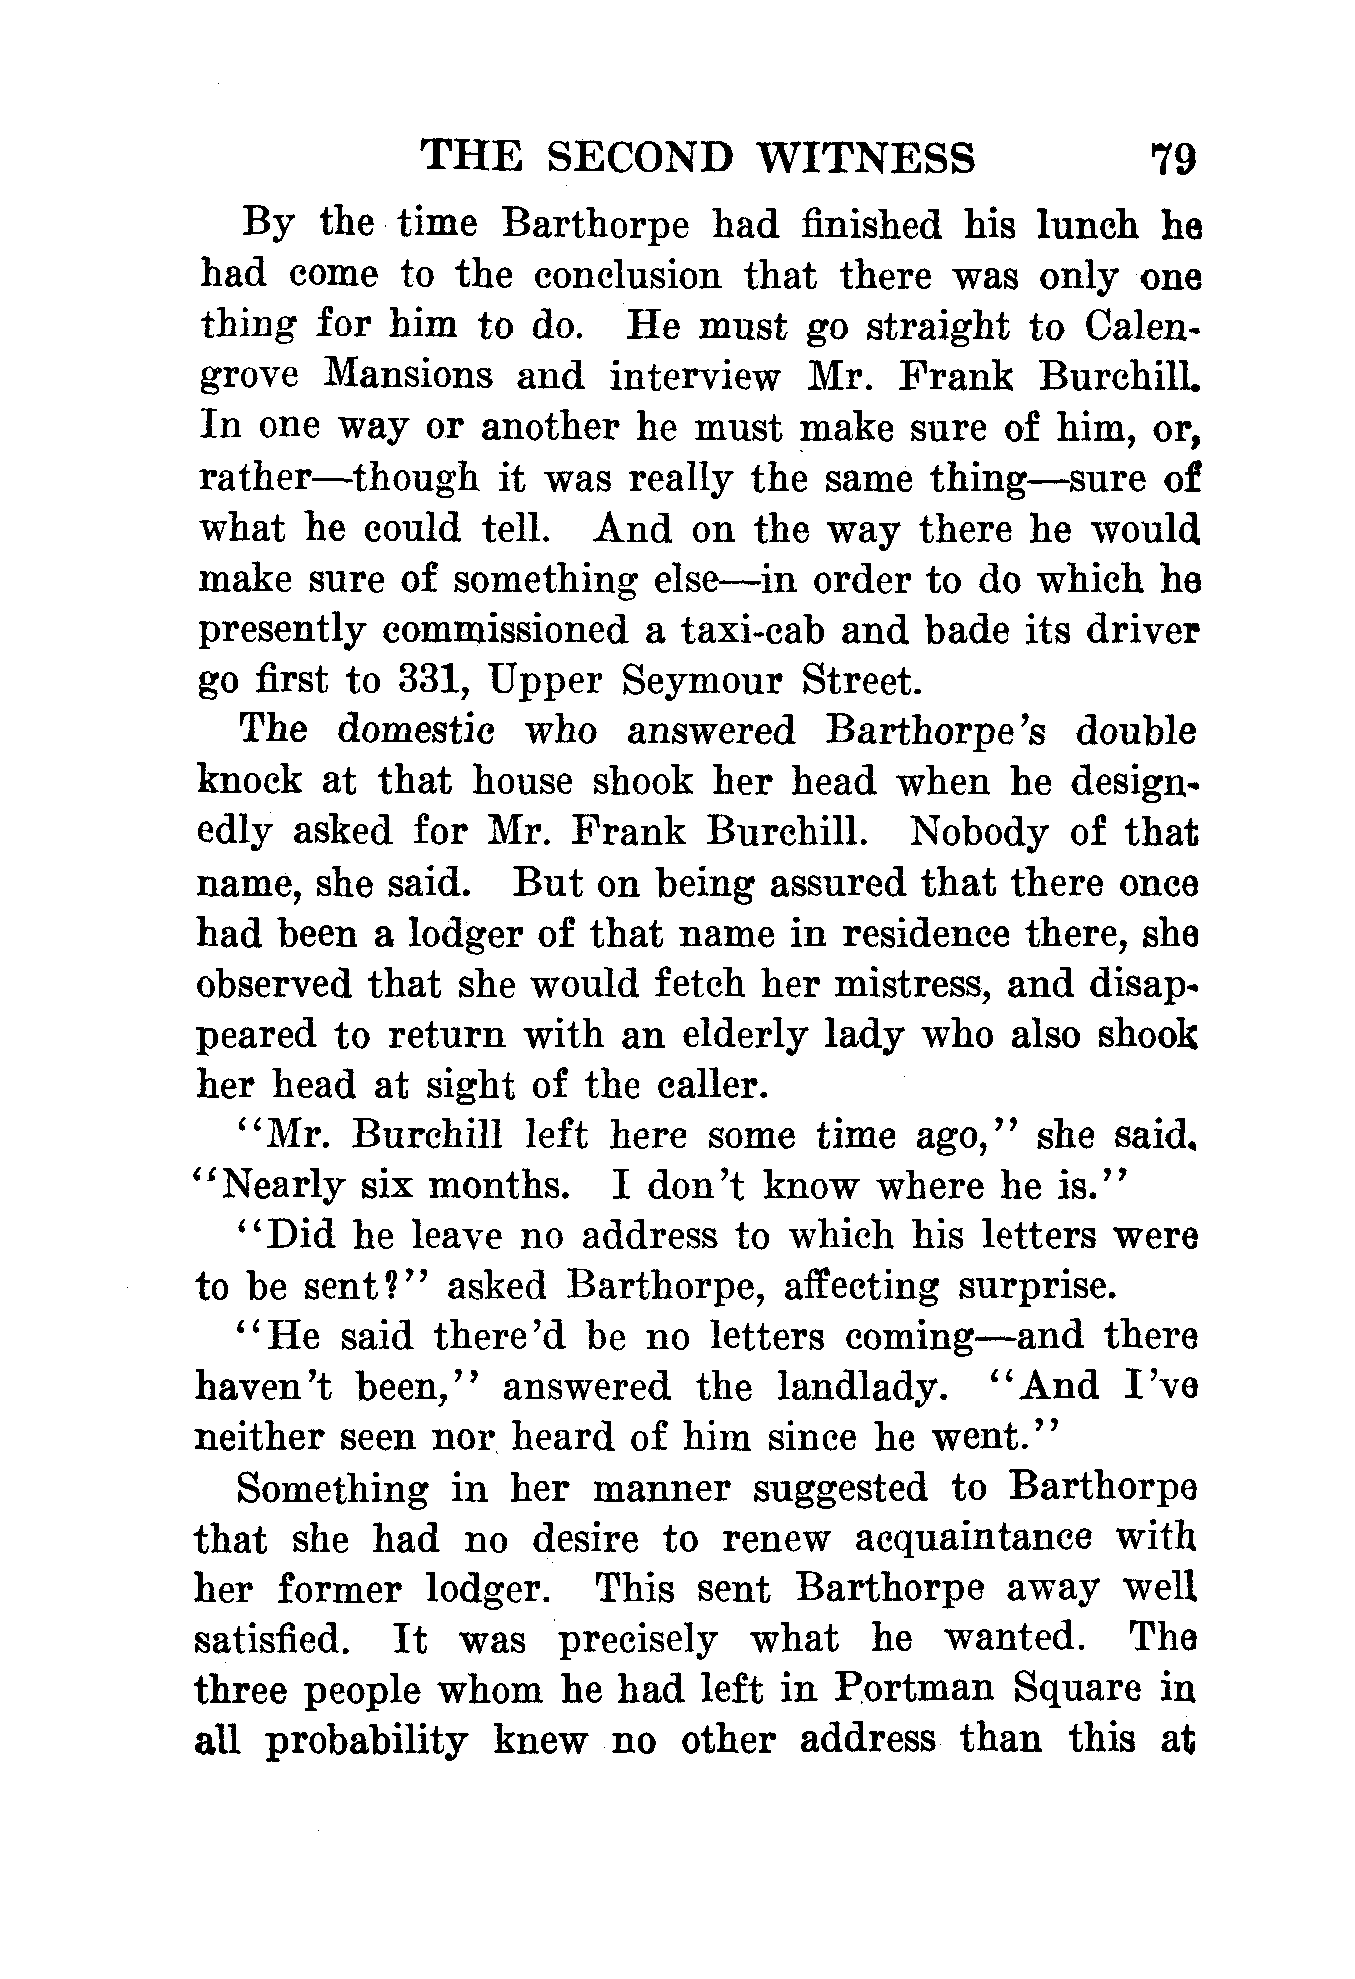 THE SECOND WITNESS 79
By the time Barthorpe had finished his lunch he
had come to the conclusion that there was only one
thing for him to do. He must go straight to Calen-
grove Mansions and interview Mr. Frank Burchill.
In one way or another he must make sure of him, or,
rather—though it was really the same thing—sure of
what he could tell. And on the way there he would
make sure of something else—in order to do which he
presently commissioned a taxi-cab and bade its driver
go first to 331, Upper Seymour Street.
The domestic who answered Barthorpe's double
knock at that house shook her head when he design-
edly asked for Mr. Frank Burchill. Nobody of that
name, she said. But on being assured that there once
had been a lodger of that name in residence there, she
observed that she would fetch her mistress, and disap-
peared to return with an elderly lady who also shook
her head at sight of the caller.
"Mr. Burchill left here some time ago," she said.
"Nearly six months. I don't know where he is."
"Did he leave no address to which his letters were
to be sent?" asked Barthorpe, affecting surprise.
"He said there'd be no letters coming—and there
haven't been," answered the landlady. "And I've
neither seen nor heard of him since he went."
Something in her manner suggested to Barthorpe
that she had no desire to renew acquaintance with
her former lodger. This sent Barthorpe away well
satisfied. It was precisely what he wanted. The
three people whom he had left in Portman Square in
all probability knew no other address than this at